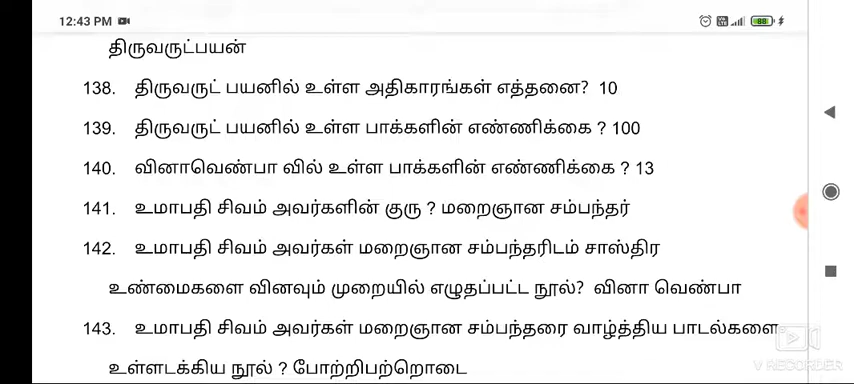 12:43 PM
88
திருவருட்பயன்
138. திருவருட் பயனில் உள்ள அதிகாரங்கள் எத்தனை? 10
139. திருவருட் பயனில் உள்ள பாக்களின் எண்ணிக்கை ? 100
140. வினாவெண்பா வில் உள்ள பாக்களின் எண்ணிக்கை ? 13
141. உமாபதி சிவம் அவர்களின் குரு ? மறைஞான சம்பந்தர்
142. உமாபதி சிவம் அவர்கள் மறைஞான சம்பந்தரிடம் சாஸ்திர
உண்மைகளை வினவும் முறையில் எழுதப்பட்ட நூல்? வினா வெண்பா
143. உமாபதி சிவம் அவர்கள் மறைஞான சம்பந்தரை வாழ்த்திய பாடல்களை
உள்ளடக்கிய நூல் ? போற்றிபற்றொடை
V RECORDER